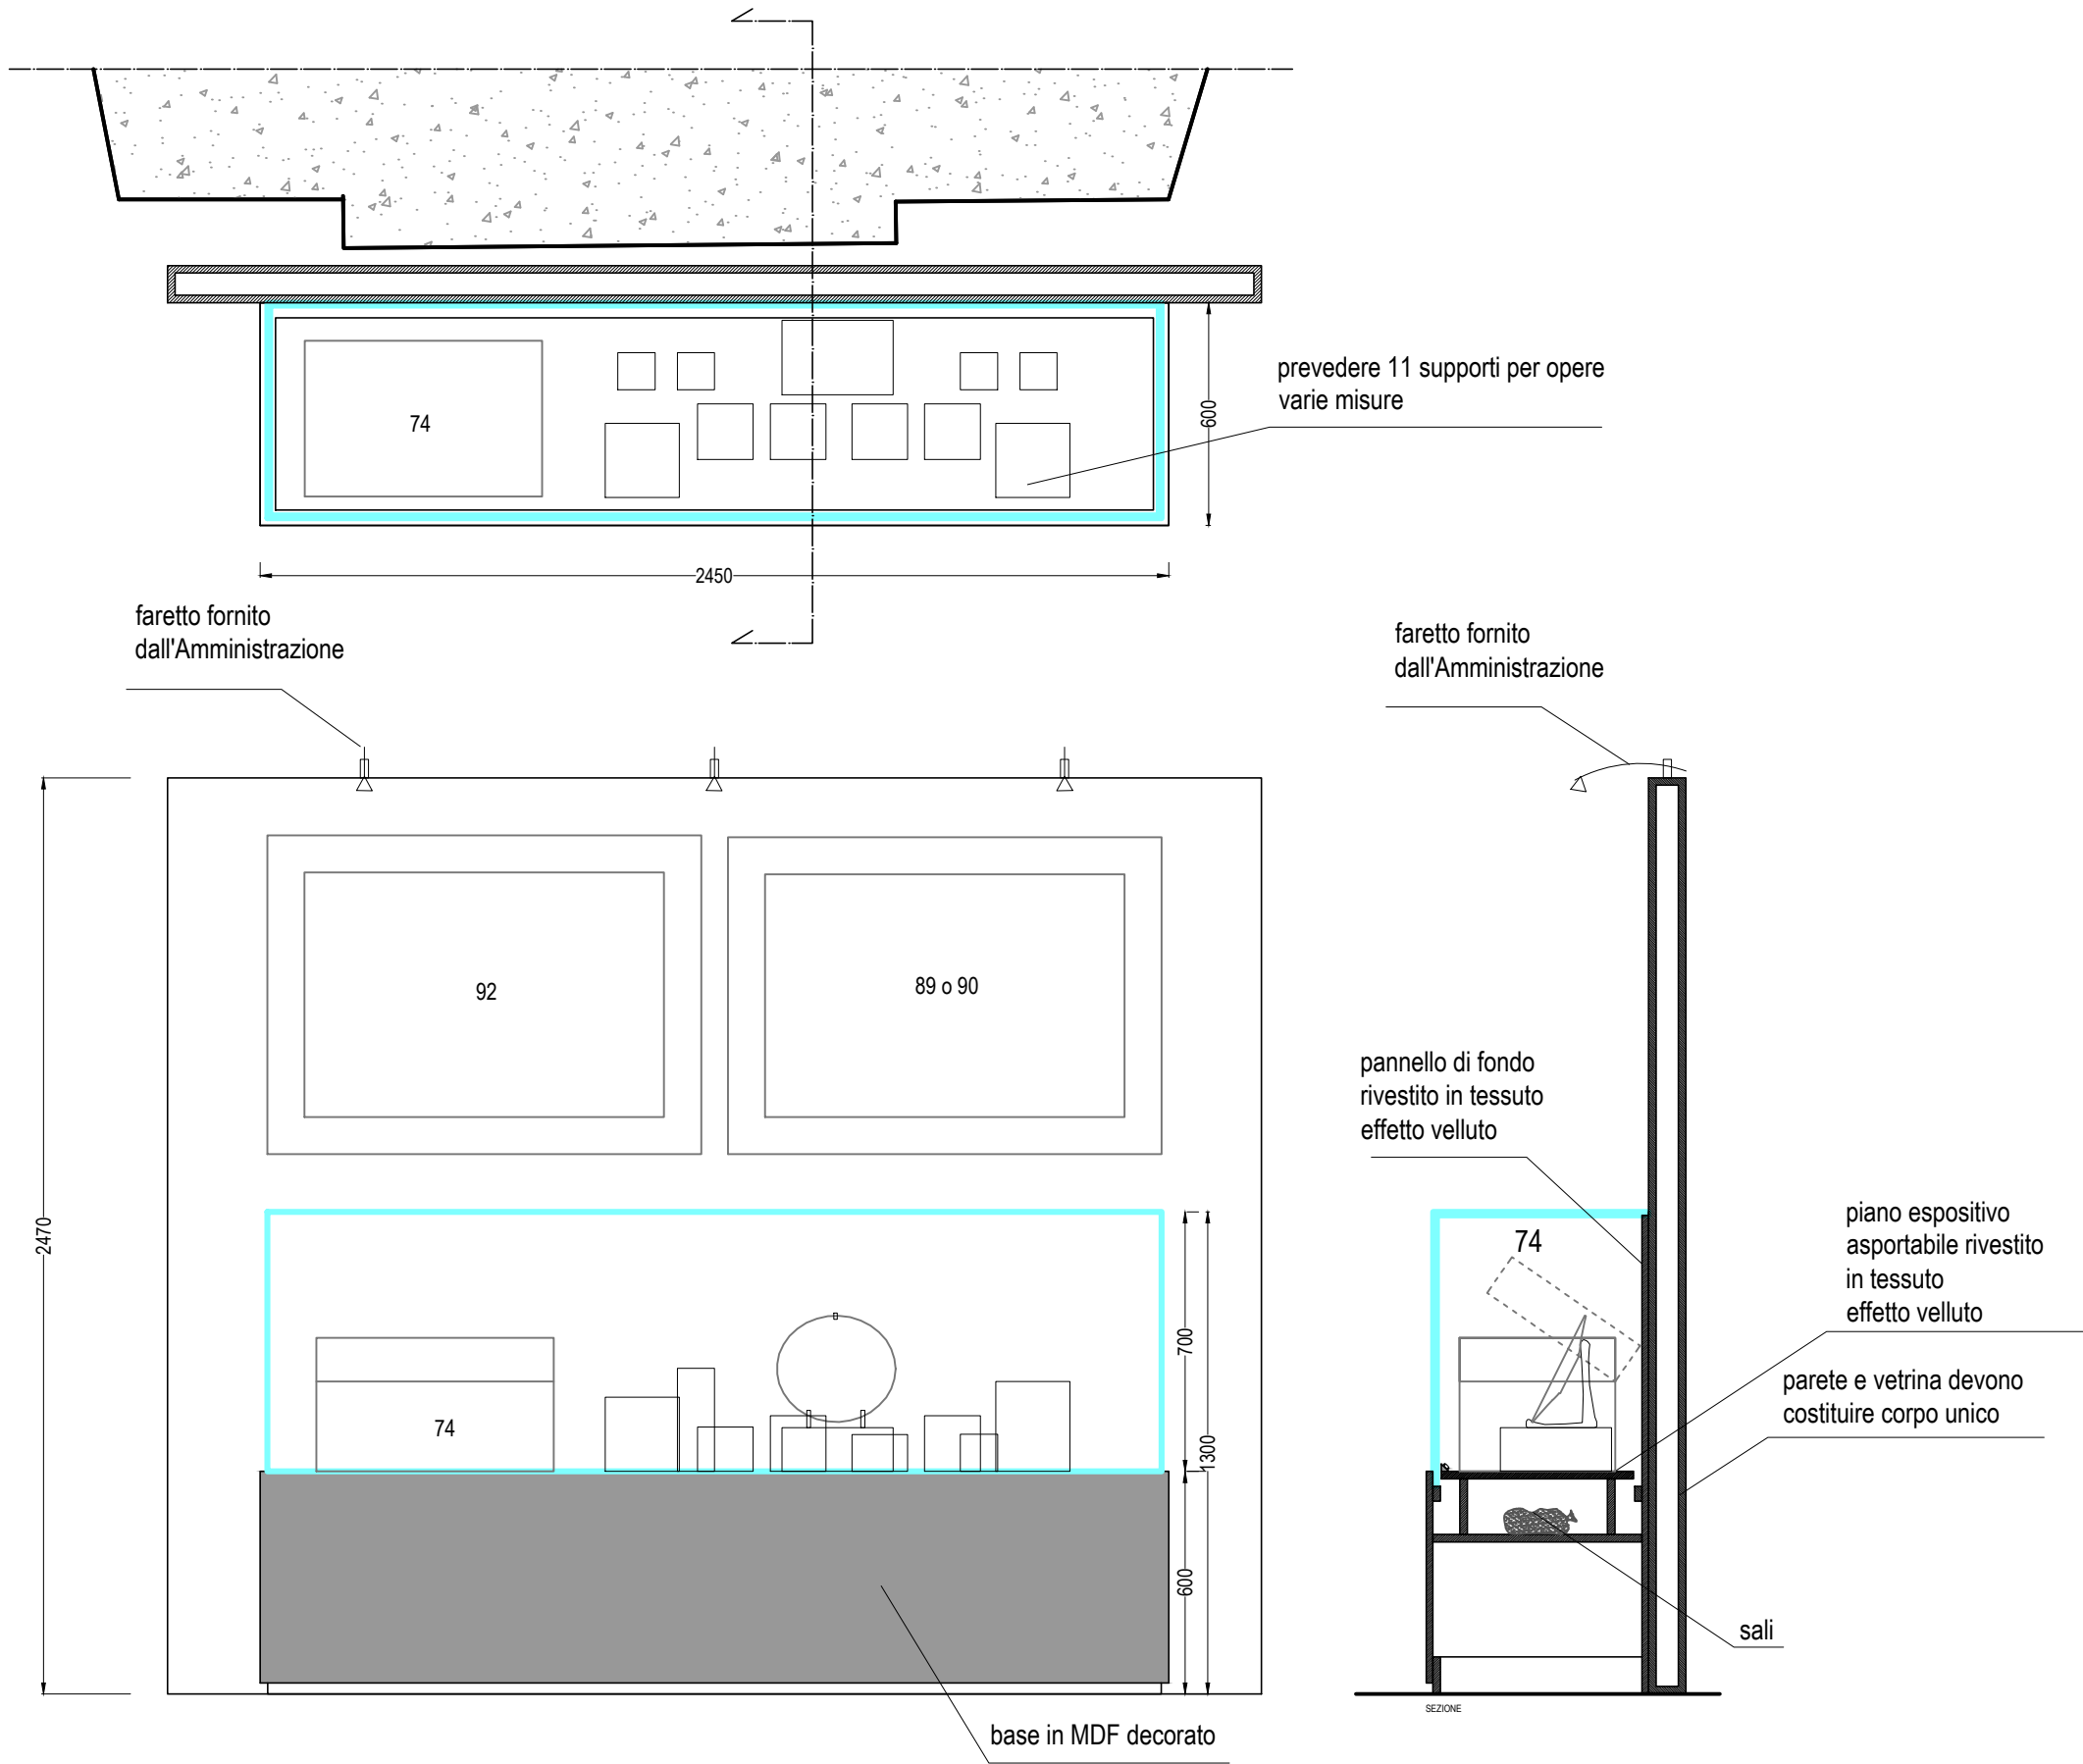 prevedere 11 supporti per opere
varie misure
74
600
2450
faretto fornito
dall'Amministrazione
faretto fornito
dall'Amministrazione
92
89 o 90
2470
pannello di fondo
rivestito in tessuto
effetto velluto
74
piano espositivo
asportabile rivestito
in tessuto
effetto velluto
700
1300
74
parete e vetrina devono
costituire corpo unico
600
sali
SEZIONE
base in MDF decorato